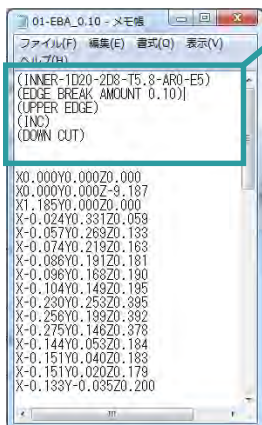 01-EBA_0.10 - メモ帳
ファイル(F) 編集(E) 書式(O) 表示(V)
ヘルプ(H)
(INNER-1D20-2D8-T5.8-AR0-E5)
(EDGE BREAK AMOUNT 0.10)
(UPPER EDGE)
(INC)
(DOWN CUT)
X0.000Y0.000Z0.000
X0.000Y0.000Z-9.187
X1.185Y0.000Z0.000
X-0.024Y0.331Z0.059
X-0.057Y0.269Z0.133
X-0.074Y0.219Z0.163
X-0.086Y0.191Z0.181
X-0.096Y0.168Z0.190
X-0.104Y0.149Z0.195
X-0.230Y0.253Z0.395
X-0.256Y0.199Z0.392
X-0.275Y0.146Z0.378
X-0.144Y0.053Z0.184
X-0.151Y0.040Z0.183
X-0.151Y0.020Z0.179
X-0.133Y-0.035Z0.200